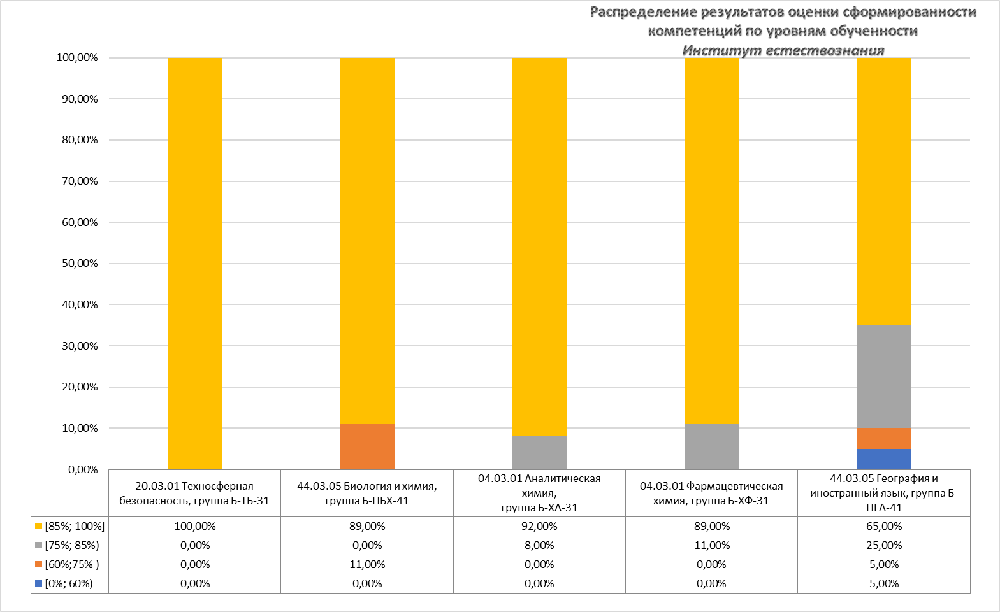 Распределение результатов оценки сформированности
компетенций по уровням обученности
Институт естествознания
100,00%
90,00%
80,00%
70,00%
60,00%
50,00%
40,00%
30,00%
20,00%
10,00%
0,00%
20.03.01 Техносферная
безопасность, группа Б-ТБ-31
44.03.05 Биология и химия,
группа Б-ПБХ-41
04.03.01 Аналитическая
химия,
группа Б-ХА-31
04.03.01 Фармацевтическая
химия, группа Б-ХФ-31
44.03.05 География и
иностранный язык, группа Б-
ПГА-41
[85%; 100%] 100,00% 89,00% 92,00% 89,00% 65,00%
[75%; 85%) 0,00% 0,00% 8,00% 11,00% 25,00%
[60%;75% ) 0,00% 11,00% 0,00% 0,00% 5,00%
[0%; 60%) 0,00% 0,00% 0,00% 0,00% 5,00%